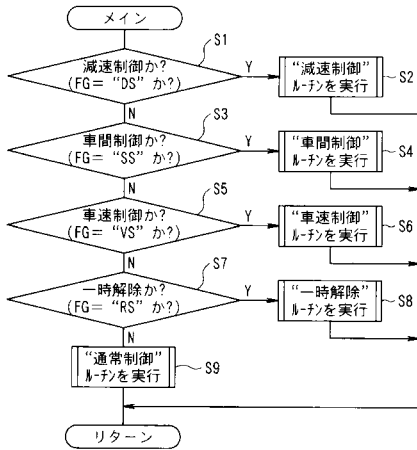 メイン
S1
減速制御か?
(FG= “DS” か?)
Y
“減速制御”
ルーチンを実行
S2
N
S3
車間制御か?
(FG= “SS” か?)
Y
“車間制御”
ルーチンを実行
S4
N
S5
車速制御か?
(FG= “VS” か?)
Y
“車速制御”
ルーチンを実行
S6
N
S7
一時解除か?
(FG= “RS” か?)
Y
“一時解除”
ルーチンを実行
S8
N
“通常制御”
ルーチンを実行
S9
リターン